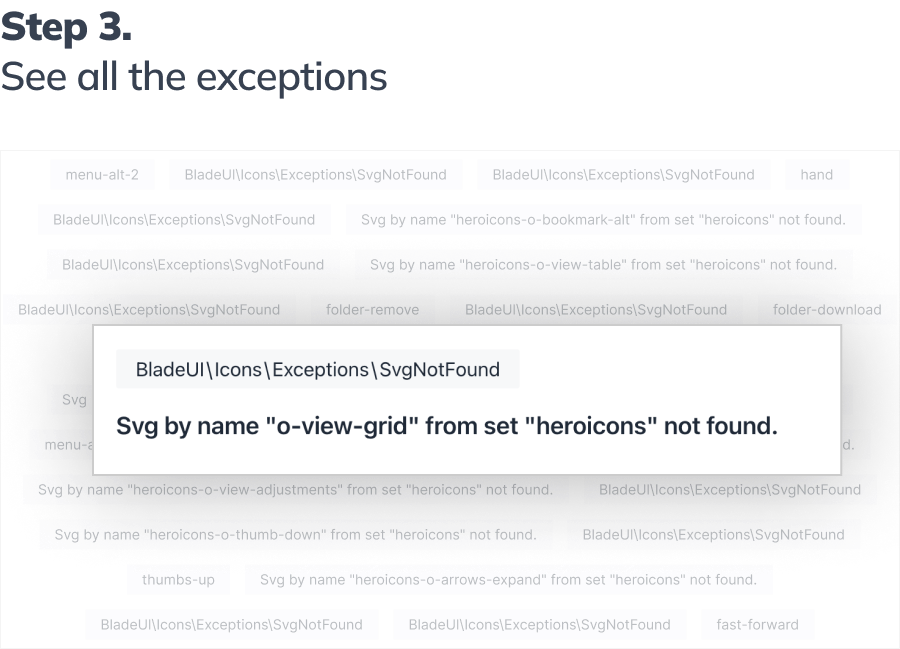 Step 3.
See all the exceptions
menu-alt-2 BladeUI\Icons\Exceptions\SvgNotFound BladeUI\Icons\Exceptions\SvgNotFound hand
BladeUI\Icons\Exceptions\SvgNotFound Svg by name "heroicons-o-bookmark-alt" from set "heroicons" not found.
BladeUI\Icons\Exceptions\SvgNotFound Svg by name "heroicons-o-view-table" from set "heroicons" not found.
BladeUI\Icons\Exceptions\SvgNotFound folder-remove BladeUI\Icons\Exceptions\SvgNotFound folder-download
BladeUI\Icons\Exceptions\SvgNotFound
Svg
Svg by name "o-view-grid" from set "heroicons" not found.
menu-a d.
Svg by name "heroicons-o-view-adjustments" from set "heroicons" not found. BladeUI\Icons\Exceptions\SvgNotFound
Svg by name "heroicons-o-thumb-down" from set "heroicons" not found. BladeUI\Icons\Exceptions\SvgNotFound
thumbs-up Svg by name "heroicons-o-arrows-expand" from set "heroicons" not found.
BladeUI\Icons\Exceptions\SvgNotFound BladeUI\Icons\Exceptions\SvgNotFound fast-forward